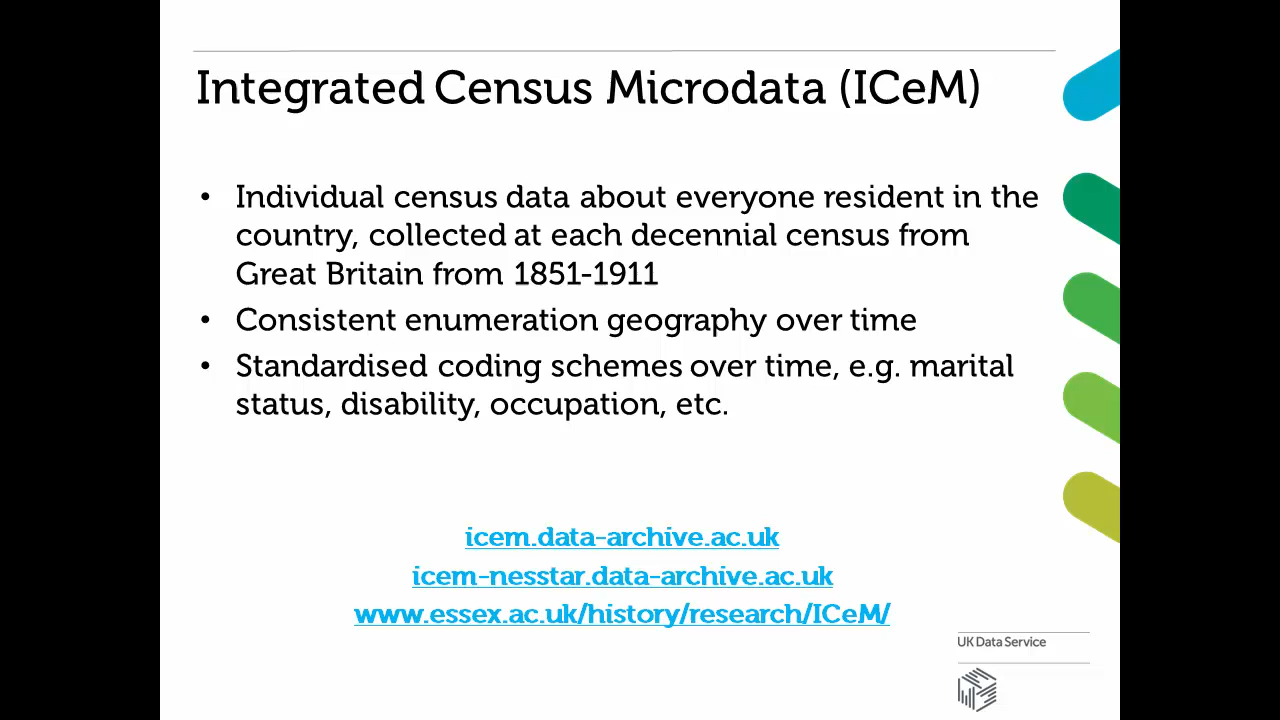 Integrated Census Microdata (ICeM)
• Individual census data about everyone resident in the
country, collected at each decennial census from
Great Britain from 1851-1911
• Consistent enumeration geography over time
• Standardised coding schemes over time, e.g. marital
status, disability, occupation, etc.
icem.data-archive.ac.uk
icem-nesstar.data-archive.ac.uk
www.essex.ac.uk/history/research/ICeM/
UK Data Service